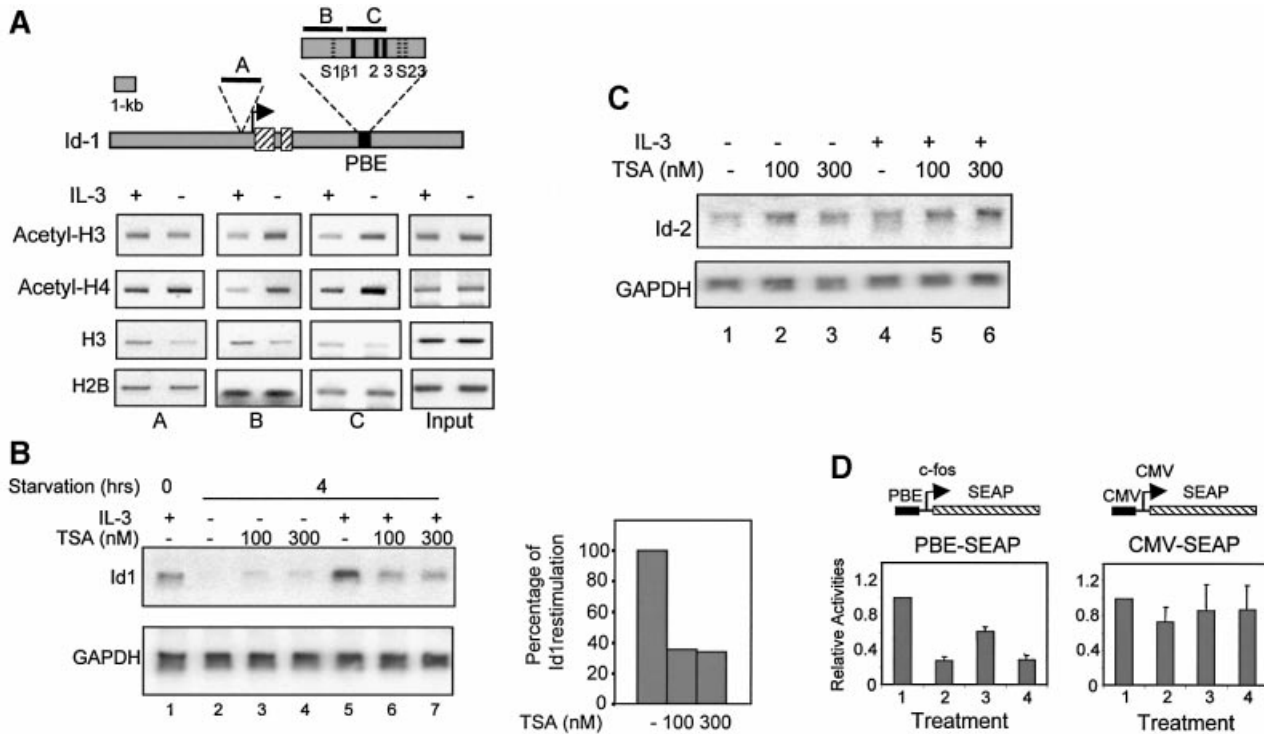 A
B C
A
S1β1 2 3 S23
1-kb
Id-1
PBE
IL-3 + - + - + - + -
Acetyl-H3
Acetyl-H4
H3
H2B
A B C Input
B
Starvation (hrs) 0 4
IL-3 + - - - + + +
TSA (nM) - - 100 300 - 100 300
Id1
GAPDH
1 2 3 4 5 6 7
Percentage of
Id1restimulation
100
80
60
40
20
0
TSA (nM) - 100 300
C
IL-3 - - - + + +
TSA (nM) - 100 300 - 100 300
Id-2
GAPDH
1 2 3 4 5 6
D
c-fos
PBE SEAP
PBE-SEAP
Relative Activities
1.2
0.8
0.4
0
1 2 3 4
Treatment
CMV
CMV SEAP
CMV-SEAP
1.2
0.8
0.4
0
1 2 3 4
Treatment